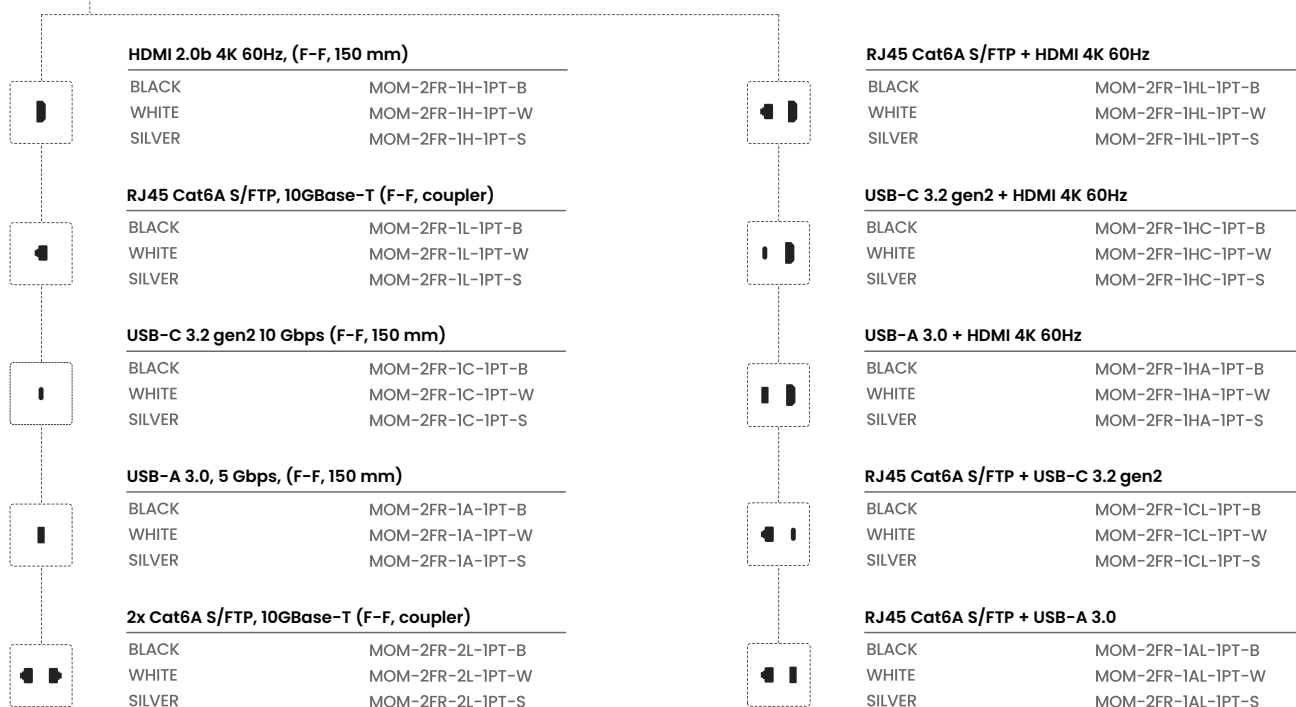 HDMI 2.0b 4K 60Hz, (F-F, 150 mm)
BLACK MOM-2FR-1H-1PT-B
WHITE MOM-2FR-1H-1PT-W
SILVER MOM-2FR-1H-1PT-S
RJ45 Cat6A S/FTP, 10GBase-T (F-F, coupler)
BLACK MOM-2FR-1L-1PT-B
WHITE MOM-2FR-1L-1PT-W
SILVER MOM-2FR-1L-1PT-S
USB-C 3.2 gen2 10 Gbps (F-F, 150 mm)
BLACK MOM-2FR-1C-1PT-B
WHITE MOM-2FR-1C-1PT-W
SILVER MOM-2FR-1C-1PT-S
USB-A 3.0, 5 Gbps, (F-F, 150 mm)
BLACK MOM-2FR-1A-1PT-B
WHITE MOM-2FR-1A-1PT-W
SILVER MOM-2FR-1A-1PT-S
2x Cat6A S/FTP, 10GBase-T (F-F, coupler)
BLACK MOM-2FR-2L-1PT-B
WHITE MOM-2FR-2L-1PT-W
SILVER MOM-2FR-2L-1PT-S
RJ45 Cat6A S/FTP + HDMI 4K 60Hz
BLACK MOM-2FR-1HL-1PT-B
WHITE MOM-2FR-1HL-1PT-W
SILVER MOM-2FR-1HL-1PT-S
USB-C 3.2 gen2 + HDMI 4K 60Hz
BLACK MOM-2FR-1HC-1PT-B
WHITE MOM-2FR-1HC-1PT-W
SILVER MOM-2FR-1HC-1PT-S
USB-A 3.0 + HDMI 4K 60Hz
BLACK MOM-2FR-1HA-1PT-B
WHITE MOM-2FR-1HA-1PT-W
SILVER MOM-2FR-1HA-1PT-S
RJ45 Cat6A S/FTP + USB-C 3.2 gen2
BLACK MOM-2FR-1CL-1PT-B
WHITE MOM-2FR-1CL-1PT-W
SILVER MOM-2FR-1CL-1PT-S
RJ45 Cat6A S/FTP + USB-A 3.0
BLACK MOM-2FR-1AL-1PT-B
WHITE MOM-2FR-1AL-1PT-W
SILVER MOM-2FR-1AL-1PT-S